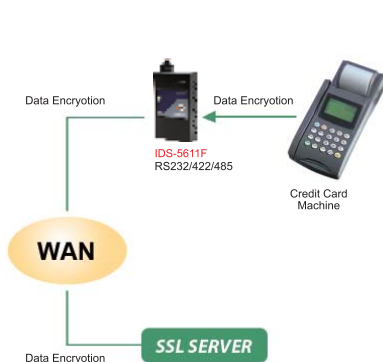 Data Encryotion
Data Encryotion
IDS-5611F
RS232/422/485
Credit Card
Machine
WAN
SSL SERVER
Data Encryotion